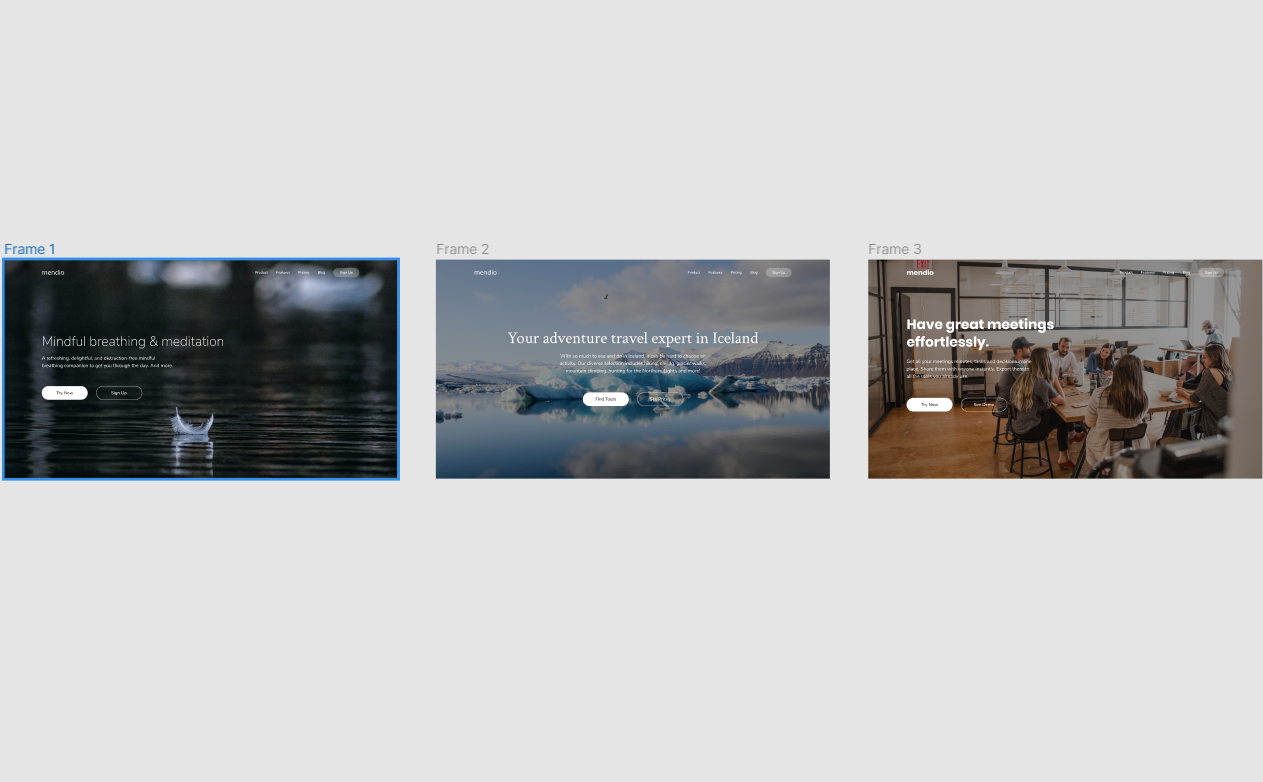 Frame 1
mendio
Product Features Pricing Blog Sign Up
Mindful breathing & meditation
A refreshing, delightful, and distraction-free mindful
breathing companion to get you through the day. And more.
Try Now Sign Up
Frame 2
mendio
Product Features Pricing Blog Sign Up
Your adventure travel expert in Iceland
With so much to see and do in Iceland, it can be hard to choose an
activity. Our diverse selection includes hiking, diving, glacier walks,
mountain climbing, hunting for the Northern Lights and more!
Find Tours See Prices
Frame 3
EXIT
mendio
Product Features Pricing Blog Sign Up
Have great meetings
effortlessly.
Get all your meetings minutes, tasks and decisions in one
place. Share them with anyone instantly. Export them to
all the tools you already use.
Try Now See Demo